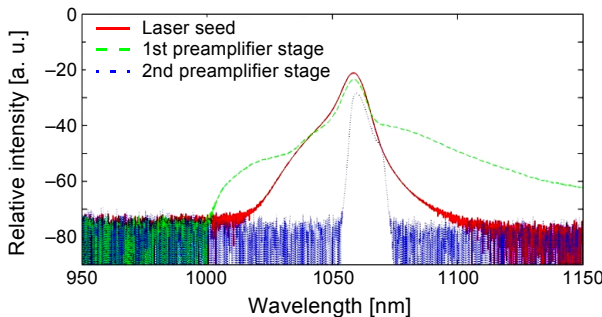 0
Laser seed
1st preamplifier stage
–20
2nd preamplifier stage
–40
–60
–80
Relative intensity [a. u.]
950 1000 1050 1100 1150
Wavelength [nm]